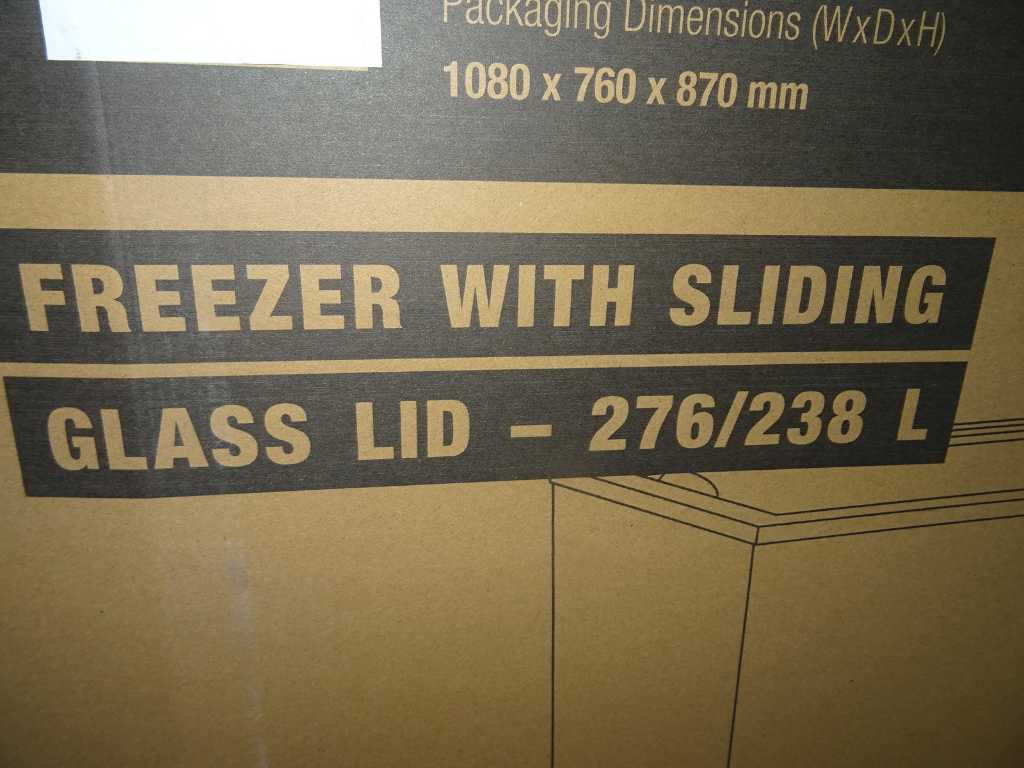 Packaging Dimensions (WxDxH)
1080 x 760 x 870 mm
FREEZER WITH SLIDING
GLASS LID – 276/238 L